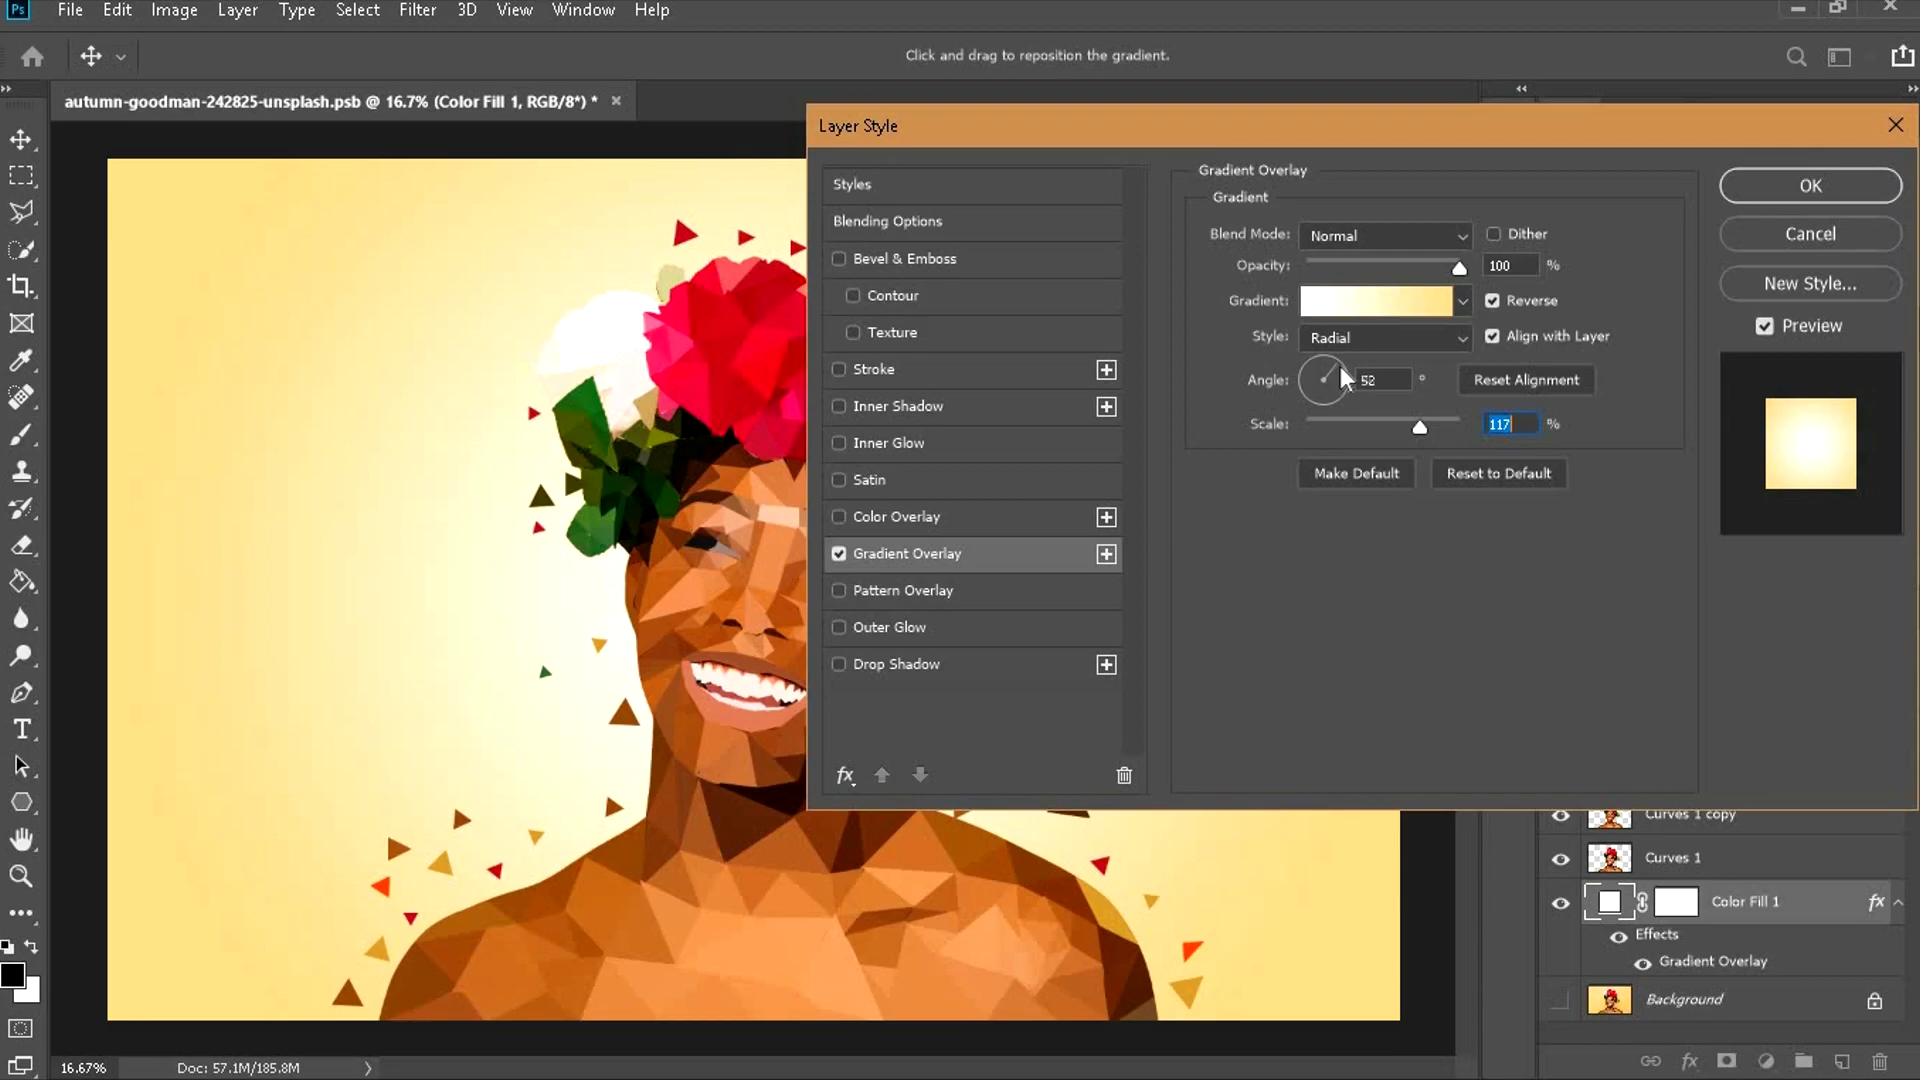 Ps File Edit Image Layer Type Select Filter 3D View Window Help
Click and drag to reposition the gradient.
autumn-goodman-242825-unsplash.psb @ 16.7% (Color Fill 1, RGB/8*) *
Layer Style
Styles
Blending Options
Bevel & Emboss
Contour
Texture
Stroke
Inner Shadow
Inner Glow
Satin
Color Overlay
Gradient Overlay
Pattern Overlay
Outer Glow
Drop Shadow
fx
Gradient Overlay
Gradient
Blend Mode: Normal Dither
Opacity: 100 %
Gradient: Reverse
Style: Radial Align with Layer
Angle: 52 ° Reset Alignment
Scale: 117 %
Make Default Reset to Default
OK
Cancel
New Style...
Preview
Curves 1 copy
Curves 1
Color Fill 1 fx
Effects
Gradient Overlay
Background
fx
16.67% Doc: 57.1M/185.8M